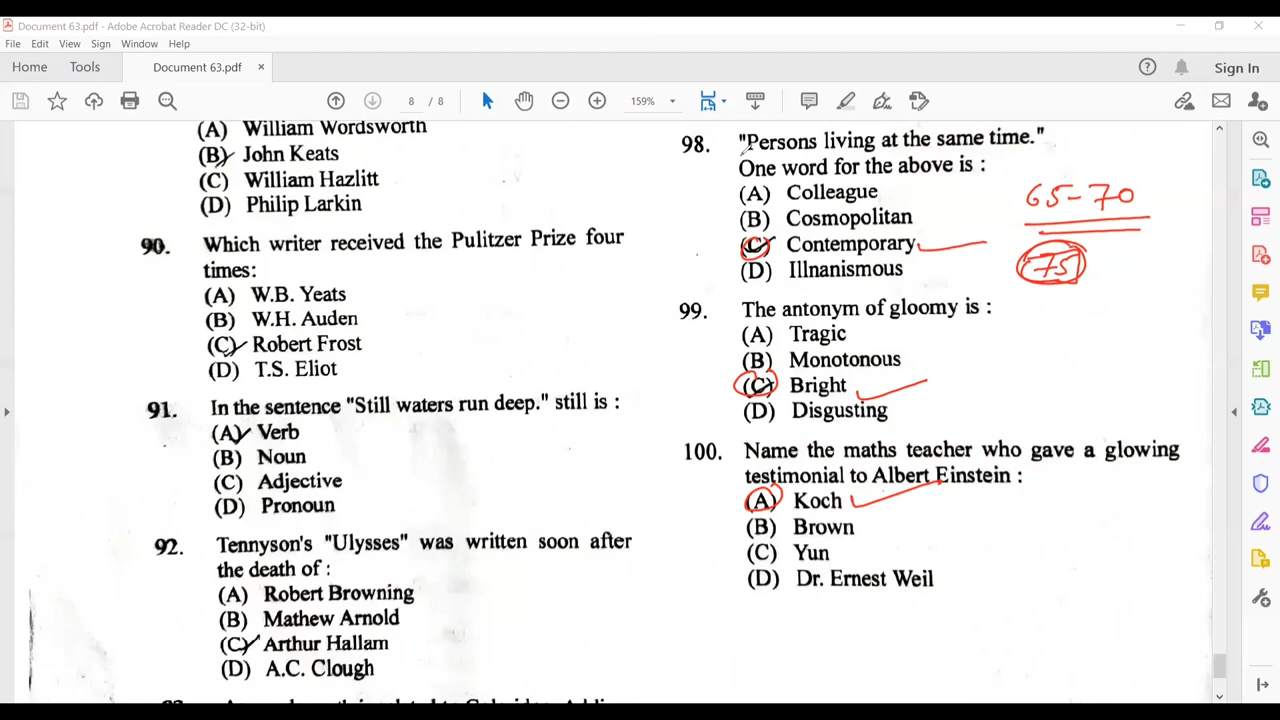 Document 63.pdf - Adobe Acrobat Reader DC (32-bit)
File Edit View Sign Window Help
Home Tools Document 63.pdf × Sign In
8 / 8 159%
(A) William Wordsworth
(B) John Keats
(C) William Hazlitt
(D) Philip Larkin
90. Which writer received the Pulitzer Prize four
times:
(A) W.B. Yeats
(B) W.H. Auden
(C) Robert Frost
(D) T.S. Eliot
91. In the sentence "Still waters run deep." still is :
(A) Verb
(B) Noun
(C) Adjective
(D) Pronoun
92. Tennyson's "Ulysses" was written soon after
the death of :
(A) Robert Browning
(B) Mathew Arnold
(C) Arthur Hallam
(D) A.C. Clough
98. "Persons living at the same time."
One word for the above is :
(A) Colleague
(B) Cosmopolitan
(C) Contemporary
(D) Illnanismous
65-70
75
99. The antonym of gloomy is :
(A) Tragic
(B) Monotonous
(C) Bright
(D) Disgusting
100. Name the maths teacher who gave a glowing
testimonial to Albert Einstein :
(A) Koch
(B) Brown
(C) Yun
(D) Dr. Ernest Weil